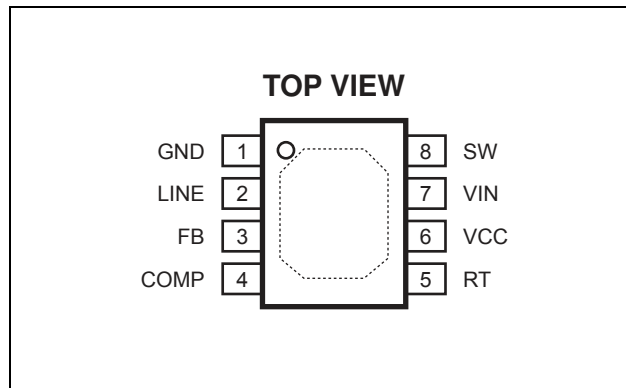 TOP VIEW
GND 1 8 SW
LINE 2 7 VIN
FB 3 6 VCC
COMP 4 5 RT